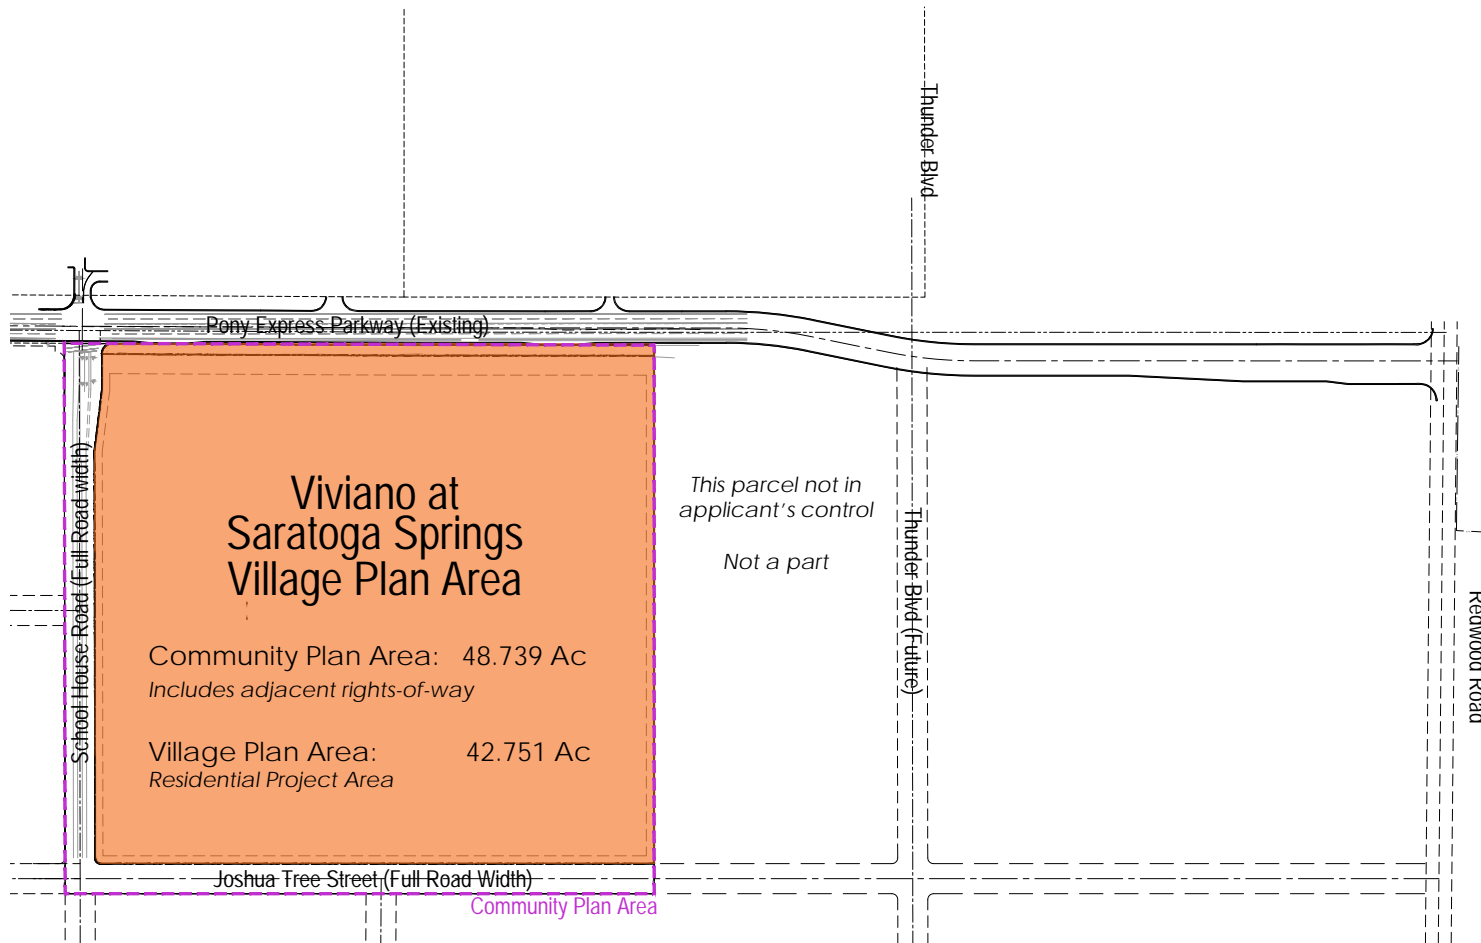 Thunder Blvd
Pony Express Parkway (Existing)
School House Road (Full Road width)
Viviano at
Saratoga Springs
Village Plan Area
Community Plan Area: 48.739 Ac
Includes adjacent rights-of-way
Village Plan Area: 42.751 Ac
Residential Project Area
This parcel not in
applicant's control
Not a part
Thunder Blvd (Future)
Redwood Road
Joshua Tree Street (Full Road Width)
Community Plan Area